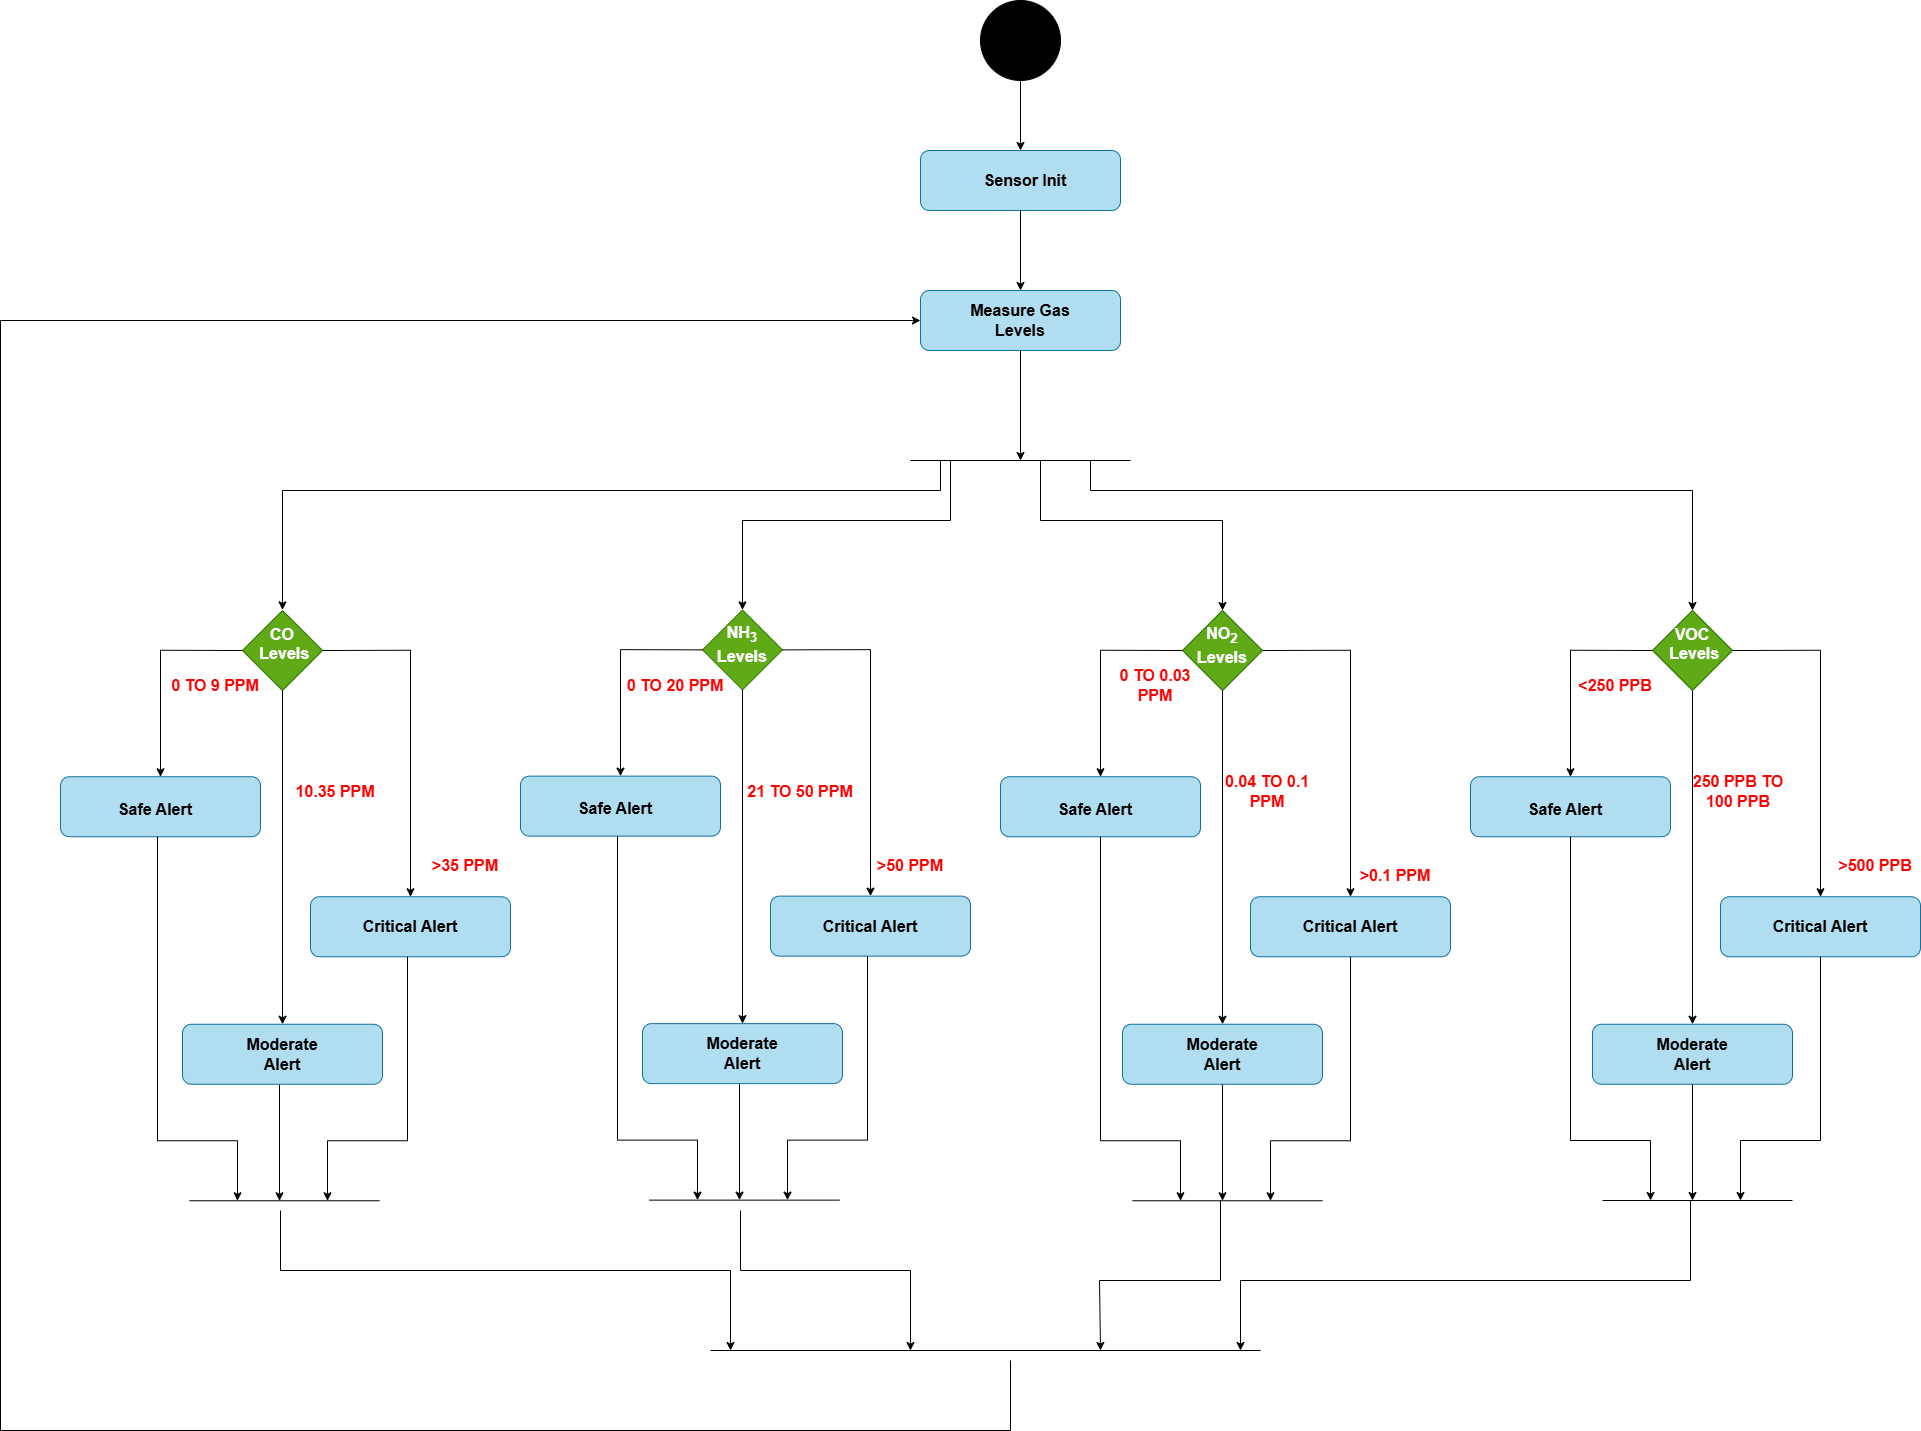 Sensor Init
Measure Gas
Levels
CO
Levels
NH3
Levels
NO2
Levels
VOC
Levels
0 TO 9 PPM
0 TO 20 PPM
0 TO 0.03
PPM
<250 PPB
10.35 PPM
21 TO 50 PPM
0.04 TO 0.1
PPM
250 PPB TO
100 PPB
Safe Alert
Safe Alert
Safe Alert
Safe Alert
>35 PPM
>50 PPM
>0.1 PPM
>500 PPB
Critical Alert
Critical Alert
Critical Alert
Critical Alert
Moderate
Alert
Moderate
Alert
Moderate
Alert
Moderate
Alert